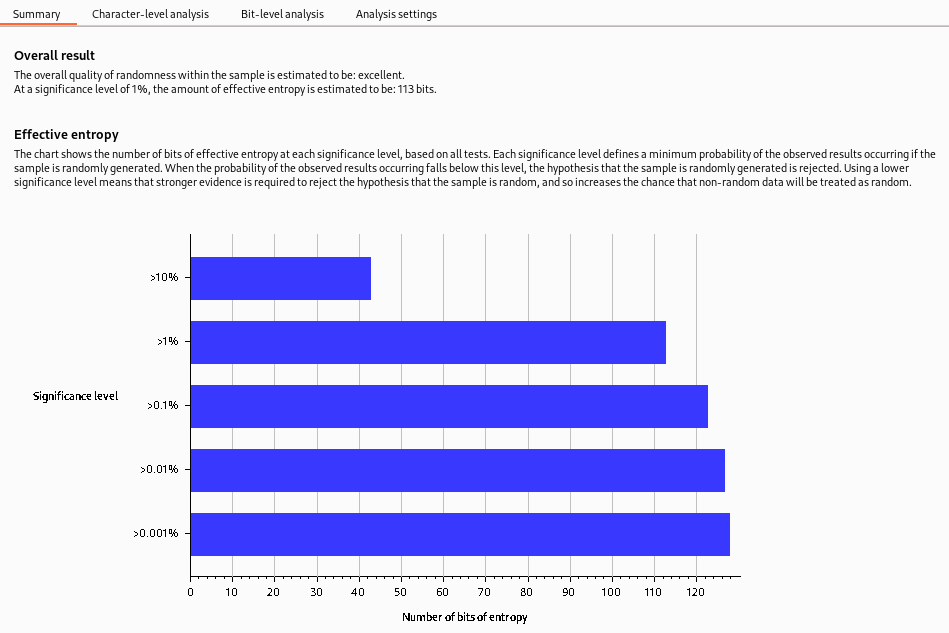 Summary Character-level analysis Bit-level analysis Analysis settings
Overall result
The overall quality of randomness within the sample is estimated to be: excellent.
At a significance level of 1%, the amount of effective entropy is estimated to be: 113 bits.
Effective entropy
The chart shows the number of bits of effective entropy at each significance level, based on all tests. Each significance level defines a minimum probability of the observed results occurring if the
sample is randomly generated. When the probability of the observed results occurring falls below this level, the hypothesis that the sample is randomly generated is rejected. Using a lower
significance level means that stronger evidence is required to reject the hypothesis that the sample is random, and so increases the chance that non-random data will be treated as random.
>10%
>1%
Significance level
>0.1%
>0.01%
>0.001%
0 10 20 30 40 50 60 70 80 90 100 110 120
Number of bits of entropy